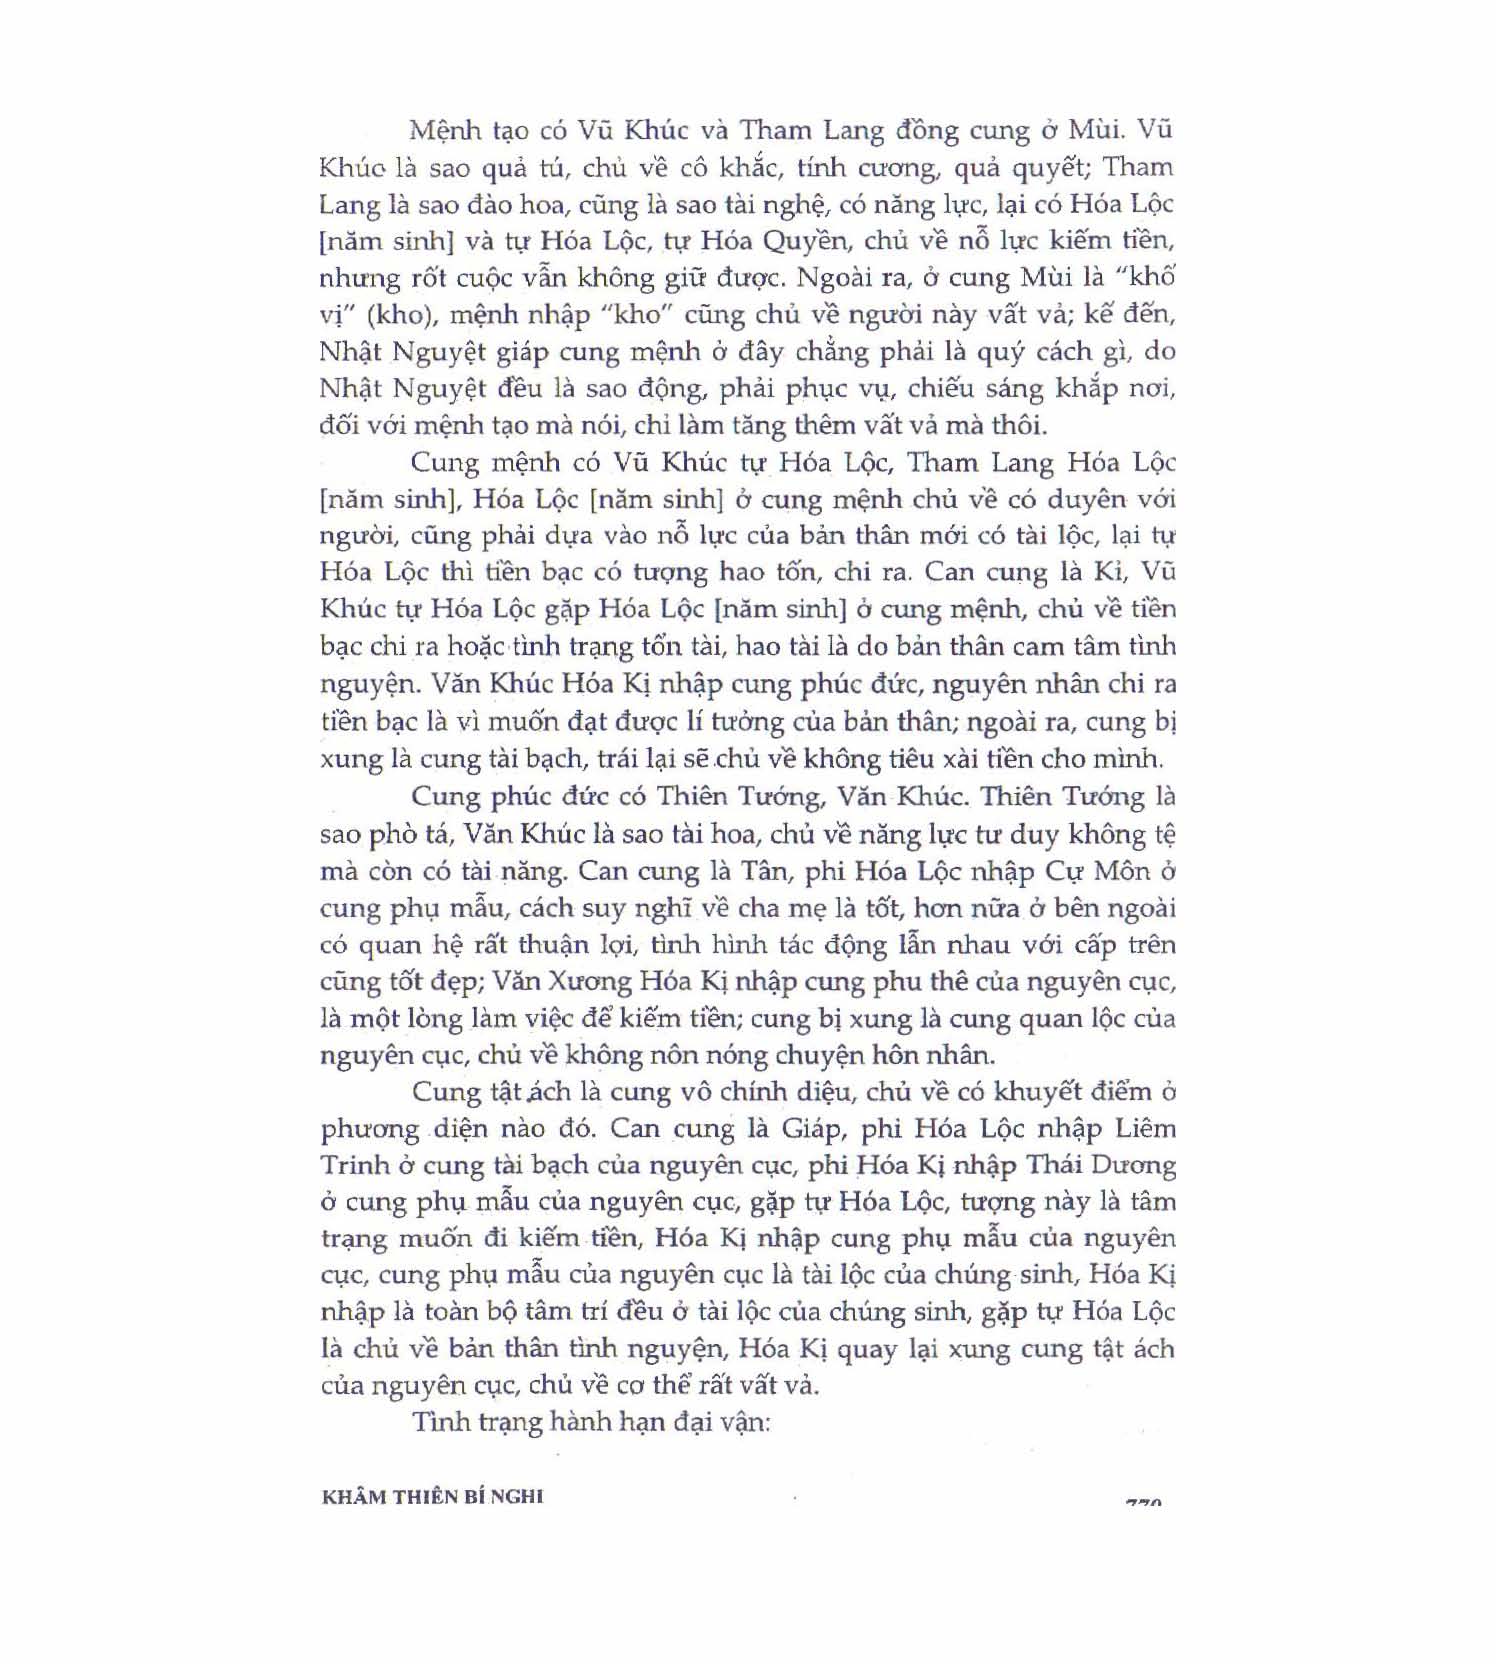 Mệnh tạo có Vũ Khúc và Tham Lang đồng cung ở Mùi. Vũ
Khúc là sao quả tú, chủ về cô khắc, tính cương, quả quyết; Tham
Lang là sao đào hoa, cũng là sao tài nghệ, có năng lực, lại có Hóa Lộc
[năm sinh] và tự Hóa Lộc, tự Hóa Quyền, chủ về nỗ lực kiếm tiền,
nhưng rốt cuộc vẫn không giữ được. Ngoài ra, ở cung Mùi là "khố
vị" (kho), mệnh nhập "kho" cũng chủ về người này vất vả; kế đến,
Nhật Nguyệt giáp cung mệnh ở đây chẳng phải là quý cách gì, do
Nhật Nguyệt đều là sao động, phải phục vụ, chiếu sáng khắp nơi,
đối với mệnh tạo mà nói, chỉ làm tăng thêm vất vả mà thôi.
Cung mệnh có Vũ Khúc tự Hóa Lộc, Tham Lang Hóa Lộc
[năm sinh], Hóa Lộc [năm sinh] ở cung mệnh chủ về có duyên với
người, cũng phải dựa vào nỗ lực của bản thân mới có tài lộc, lại tự
Hóa Lộc thì tiền bạc có tượng hao tốn, chi ra. Can cung là Kỉ, Vũ
Khúc tự Hóa Lộc gặp Hóa Lộc [năm sinh] ở cung mệnh, chủ về tiền
bạc chi ra hoặc tình trạng tổn tài, hao tài là do bản thân cam tâm tình
nguyện. Văn Khúc Hóa Kị nhập cung phúc đức, nguyên nhân chi ra
tiền bạc là vì muốn đạt được lí tưởng của bản thân; ngoài ra, cung bị
xung là cung tài bạch, trái lại sẽ chủ về không tiêu xài tiền cho mình.
Cung phúc đức có Thiên Tướng, Văn Khúc. Thiên Tướng là
sao phò tá, Văn Khúc là sao tài hoa, chủ về năng lực tư duy không tệ
mà còn có tài năng. Can cung là Tân, phi Hóa Lộc nhập Cự Môn ở
cung phụ mẫu, cách suy nghĩ về cha mẹ là tốt, hơn nữa ở bên ngoài
có quan hệ rất thuận lợi, tình hình tác động lẫn nhau với cấp trên
cũng tốt đẹp; Văn Xương Hóa Kị nhập cung phu thê của nguyên cục,
là một lòng làm việc để kiếm tiền; cung bị xung là cung quan lộc của
nguyên cục, chủ về không nôn nóng chuyện hôn nhân.
Cung tật ách là cung vô chính diệu, chủ về có khuyết điểm ở
phương diện nào đó. Can cung là Giáp, phi Hóa Lộc nhập Liêm
Trinh ở cung tài bạch của nguyên cục, phi Hóa Kị nhập Thái Dương
ở cung phụ mẫu của nguyên cục, gặp tự Hóa Lộc, tượng này là tâm
trạng muốn đi kiếm tiền, Hóa Kị nhập cung phụ mẫu của nguyên
cục, cung phụ mẫu của nguyên cục là tài lộc của chúng sinh, Hóa Kị
nhập là toàn bộ tâm trí đều ở tài lộc của chúng sinh, gặp tự Hóa Lộc
là chủ về bản thân tình nguyện, Hóa Kị quay lại xung cung tật ách
của nguyên cục, chủ về cơ thể rất vất vả.
Tình trạng hành hạn đại vận:
KHÂM THIÊN BÍ NGHI